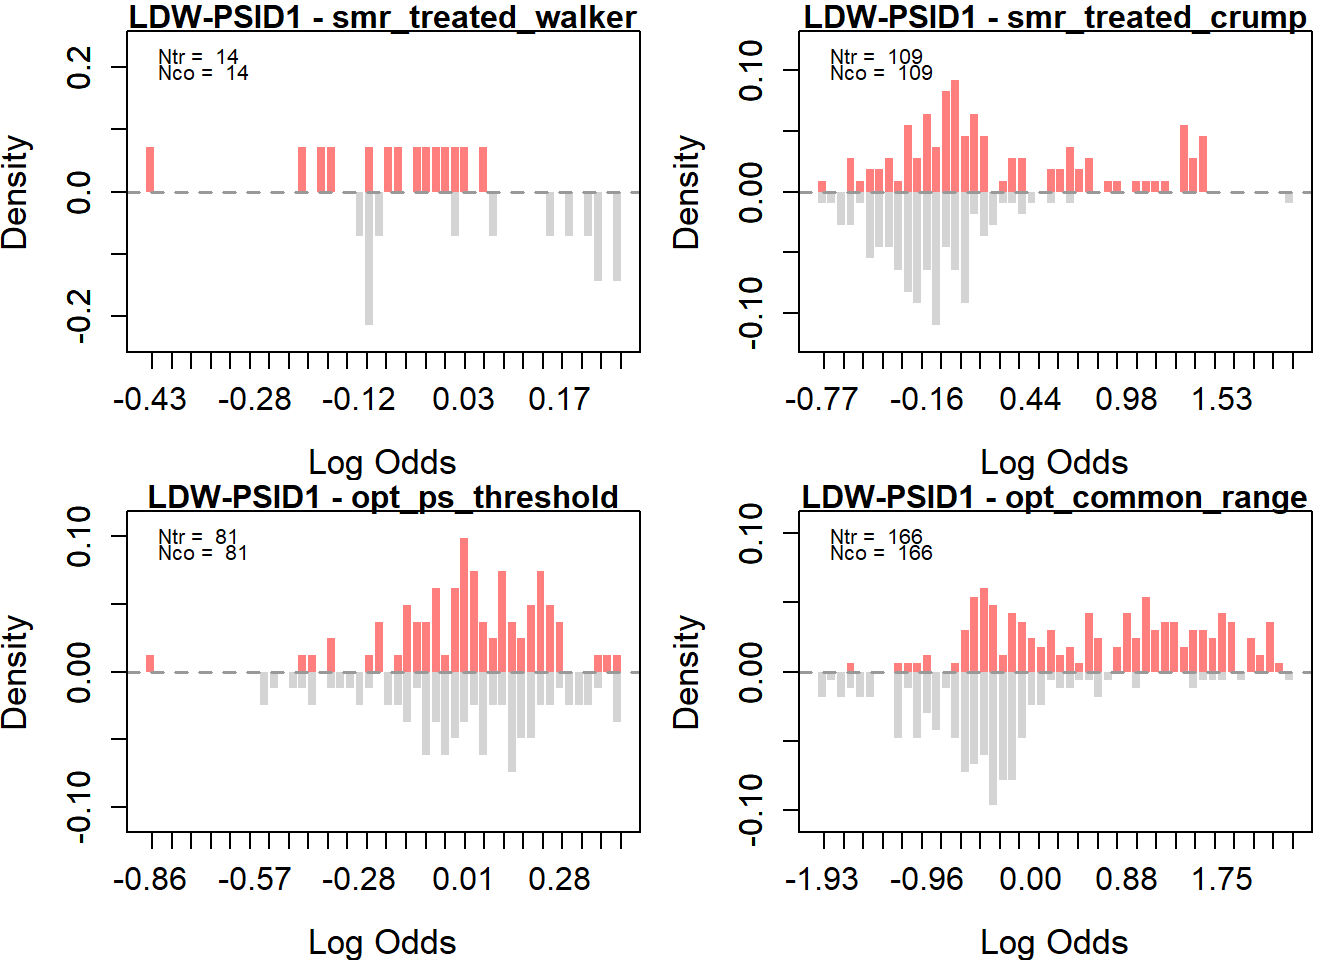 LDW-PSID1 - smr_treated_walker
Ntr =  14
Nco =  14
0.2
0.0
-0.2
Density
-0.43 -0.28 -0.12 0.03 0.17
Log Odds
LDW-PSID1 - smr_treated_crump
Ntr =  109
Nco =  109
0.10
0.00
-0.10
Density
-0.77 -0.16 0.44 0.98 1.53
Log Odds
LDW-PSID1 - opt_ps_threshold
Ntr =  81
Nco =  81
0.10
0.00
-0.10
Density
-0.86 -0.57 -0.28 0.01 0.28
Log Odds
LDW-PSID1 - opt_common_range
Ntr =  166
Nco =  166
0.10
0.00
-0.10
Density
-1.93 -0.96 0.00 0.88 1.75
Log Odds